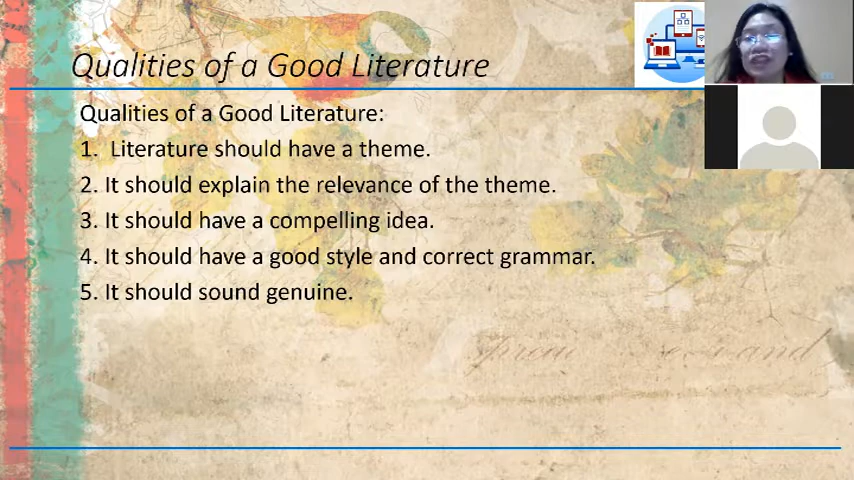 Qualities of a Good Literature
Qualities of a Good Literature:
1. Literature should have a theme.
2. It should explain the relevance of the theme.
3. It should have a compelling idea.
4. It should have a good style and correct grammar.
5. It should sound genuine.
and